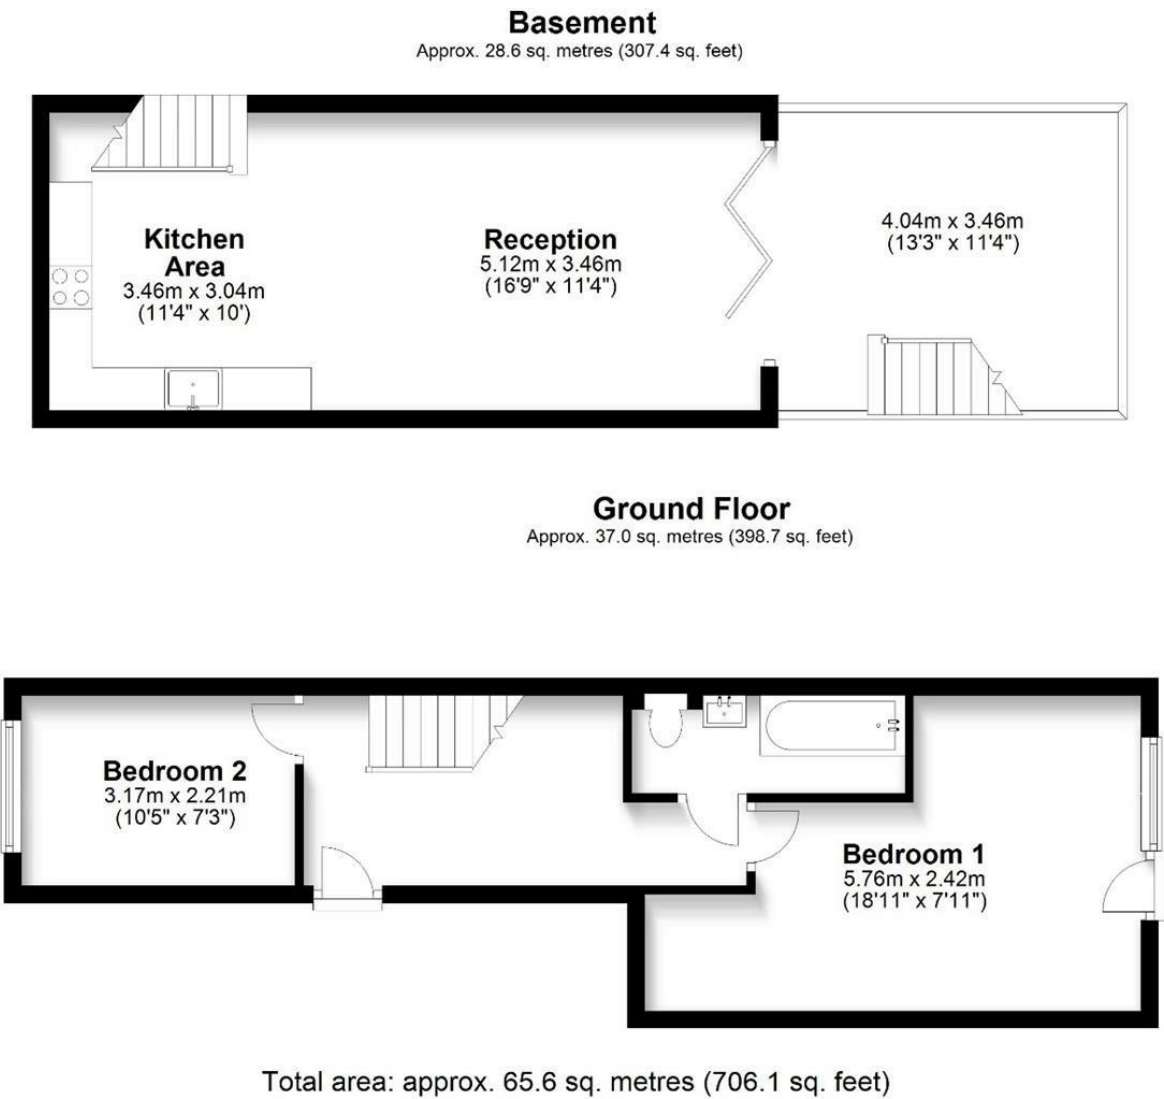 Basement
Approx. 28.6 sq. metres (307.4 sq. feet)
Kitchen
Area
3.46m x 3.04m
(11'4" x 10')
Reception
5.12m x 3.46m
(16'9" x 11'4")
4.04m x 3.46m
(13'3" x 11'4")
Ground Floor
Approx. 37.0 sq. metres (398.7 sq. feet)
Bedroom 2
3.17m x 2.21m
(10'5" x 7'3")
Bedroom 1
5.76m x 2.42m
(18'11" x 7'11")
Total area: approx. 65.6 sq. metres (706.1 sq. feet)